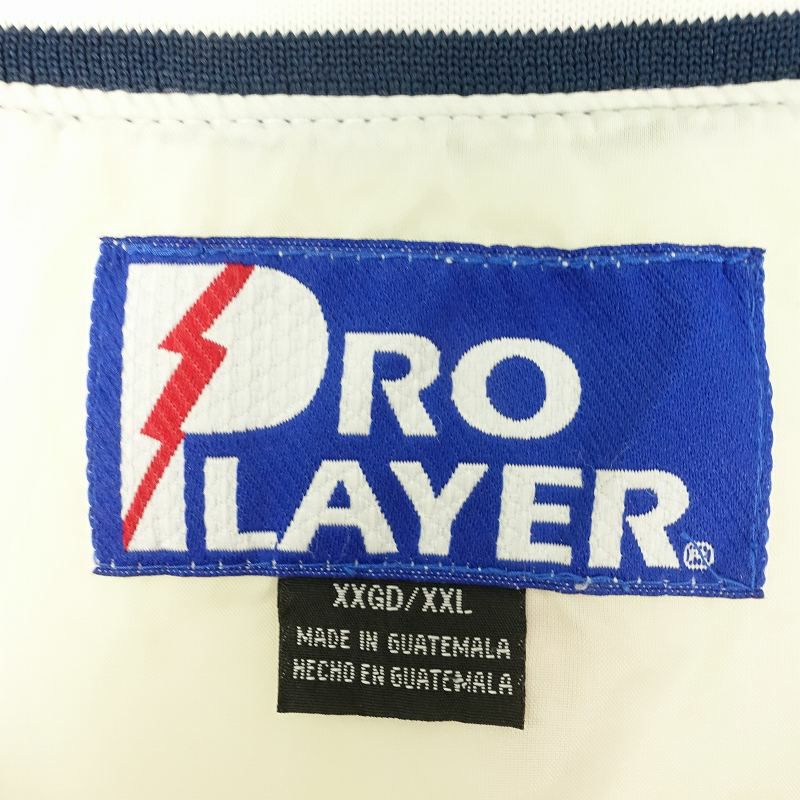 PRO
PLAYER®
XXGD/XXL
MADE IN GUATEMALA
HECHO EN GUATEMALA